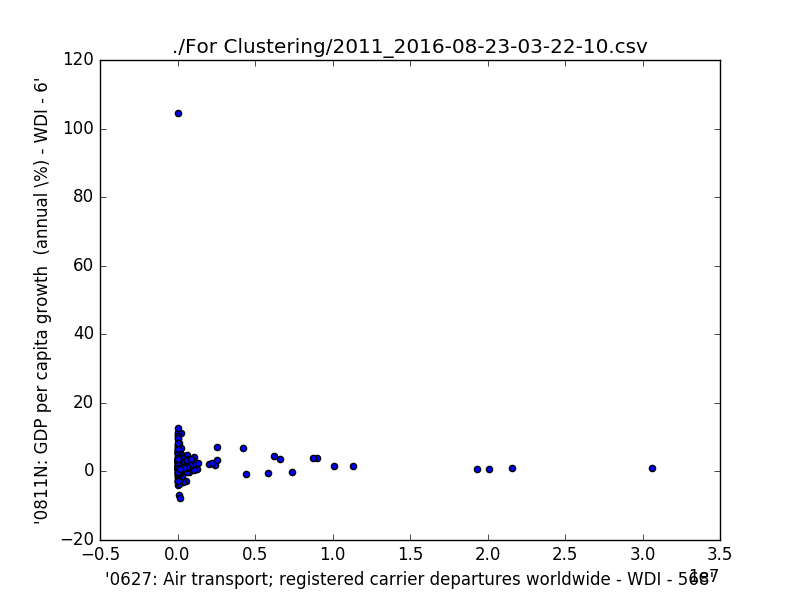 ./For Clustering/2011_2016-08-23-03-22-10.csv
120
100
80
60
40
20
0
−20
'0811N: GDP per capita growth  (annual \%) - WDI - 6'
−0.5 0.0 0.5 1.0 1.5 2.0 2.5 3.0 3.5
1e7
'0627: Air transport; registered carrier departures worldwide - WDI - 568'